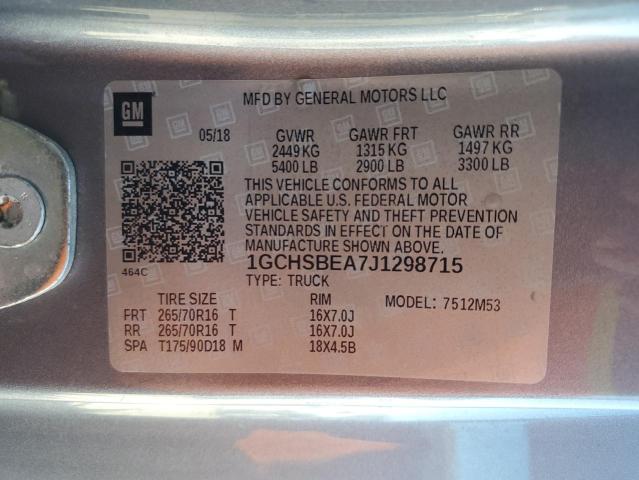 GM
MFD BY GENERAL MOTORS LLC
05/18 GVWR GAWR FRT GAWR RR
2449 KG 1315 KG 1497 KG
5400 LB 2900 LB 3300 LB
THIS VEHICLE CONFORMS TO ALL
APPLICABLE U.S. FEDERAL MOTOR
VEHICLE SAFETY AND THEFT PREVENTION
STANDARDS IN EFFECT ON THE DATE OF
MANUFACTURE SHOWN ABOVE.
464C
1GCHSBEA7J1298715
TYPE: TRUCK
TIRE SIZE RIM MODEL: 7512M53
FRT 265/70R16 T 16X7.0J
RR 265/70R16 T 16X7.0J
SPA T175/90D18 M 18X4.5B